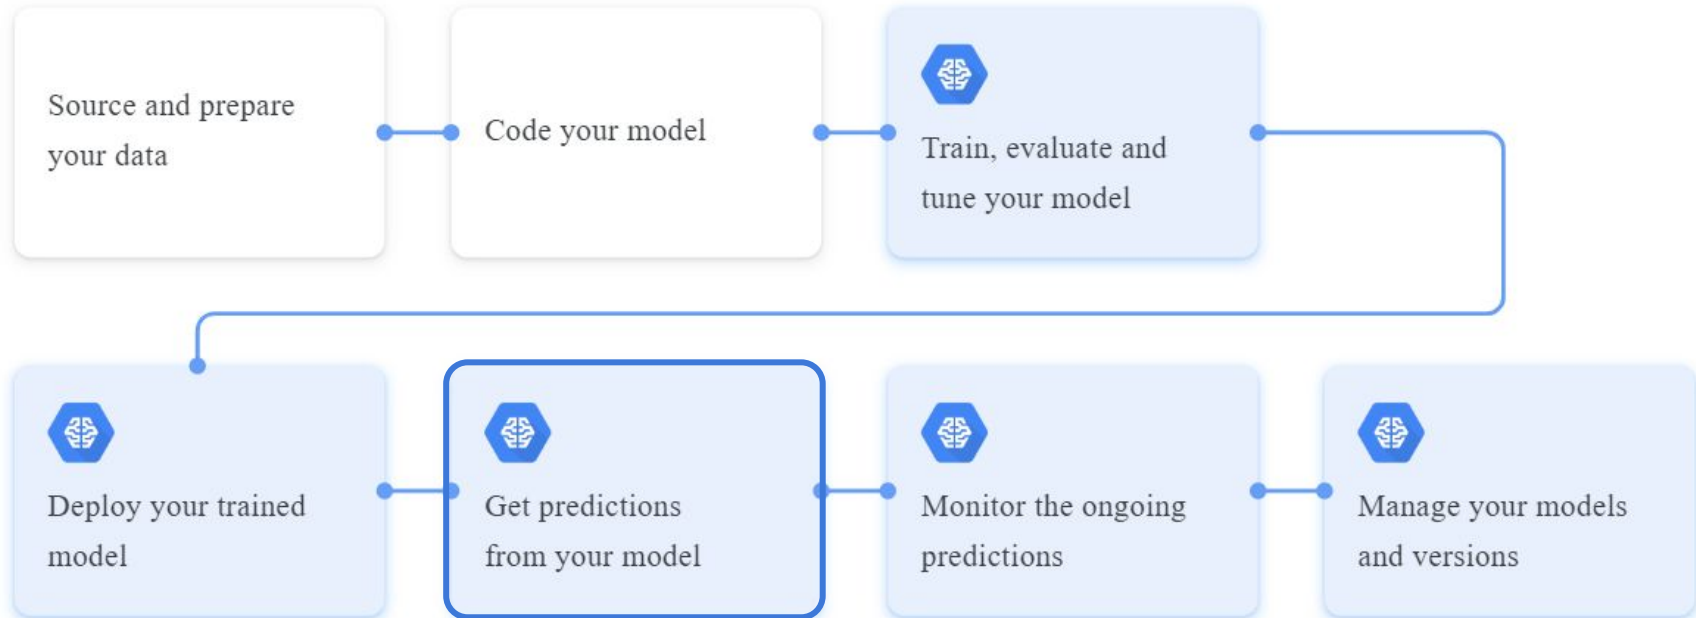 Source and prepare
your data
Code your model
Train, evaluate and
tune your model
Deploy your trained
model
Get predictions
from your model
Monitor the ongoing
predictions
Manage your models
and versions